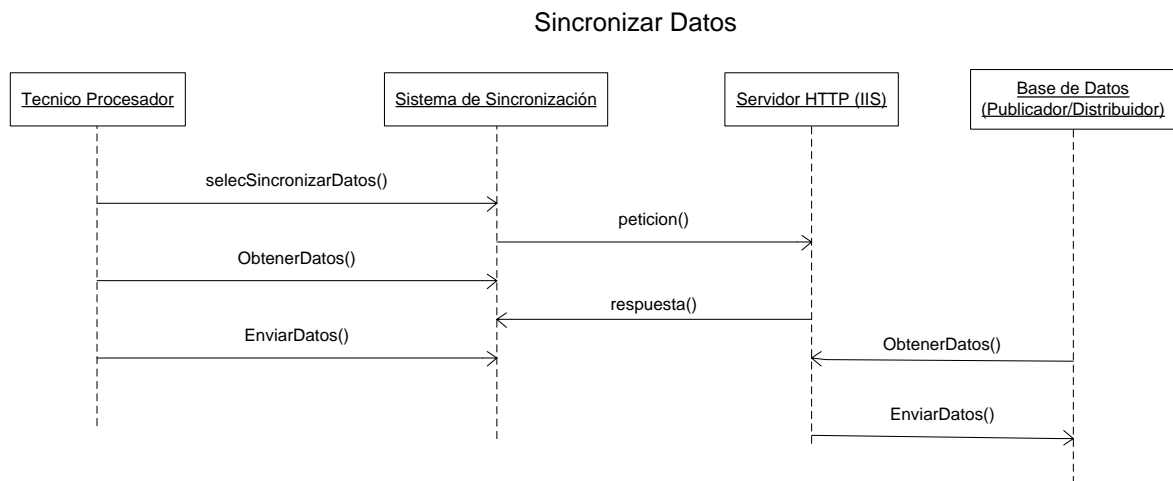 Sincronizar Datos
Tecnico Procesador
Sistema de Sincronización
Servidor HTTP (IIS)
Base de Datos
(Publicador/Distribuidor)
selecSincronizarDatos()
peticion()
ObtenerDatos()
respuesta()
EnviarDatos()
ObtenerDatos()
EnviarDatos()